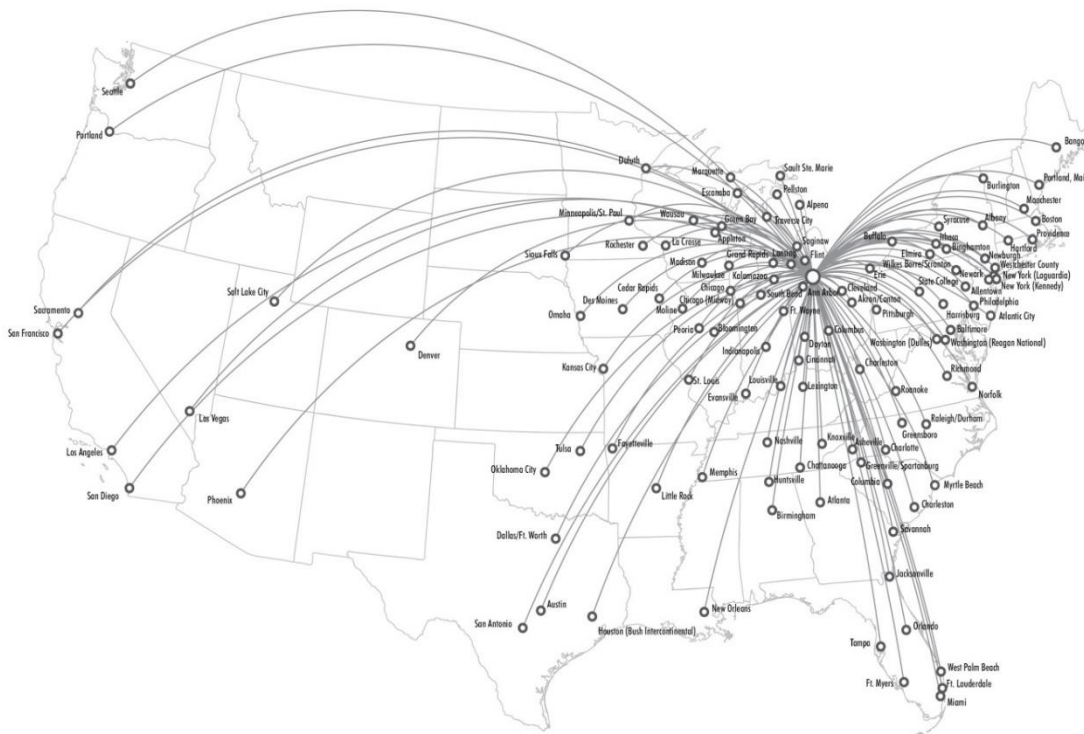 Seattle
Portland
Bango
Duluth
Marquette
Sault Ste. Marie
Escanaba
Pellston
Alpena
Burlington
Portland, Mai
Manchester
Minneapolis/St. Paul
Wausau
Green Bay
Traverse City
Syracuse
Albany
Boston
Appleton
Rochester
La Crosse
Saginaw
Buffalo
Ithaca
Providence
Sioux Falls
Madison
Grand Rapids
Lansing
Flint
Elmira
Binghamton
Hartford
Newburgh
Milwaukee
Kalamazoo
Erie
Wilkes Barre/Scranton
Newark
Westchester County
New York (Laguardia)
New York (Kennedy)
Salt Lake City
Cedar Rapids
Chicago
South Bend
Ann Arbor
Cleveland
State College
Allentown
Sacramento
Des Moines
Moline
Chicago (Midway)
Akron/Canton
Philadelphia
Omaha
Ft. Wayne
Pittsburgh
Harrisburg
Atlantic City
San Francisco
Peoria
Bloomington
Columbus
Baltimore
Denver
Indianapolis
Dayton
Washington (Dulles)
Washington (Reagan National)
Kansas City
Cincinnati
Charleston
St. Louis
Louisville
Lexington
Richmond
Evansville
Roanoke
Norfolk
Las Vegas
Raleigh/Durham
Greensboro
Los Angeles
Tulsa
Fayetteville
Nashville
Knoxville
Asheville
Charlotte
Oklahoma City
Memphis
Chattanooga
Greenville/Spartanburg
San Diego
Phoenix
Little Rock
Huntsville
Columbia
Myrtle Beach
Birmingham
Atlanta
Charleston
Dallas/Ft. Worth
Savannah
Jacksonville
Austin
New Orleans
San Antonio
Houston (Bush Intercontinental)
Orlando
Tampa
West Palm Beach
Ft. Myers
Ft. Lauderdale
Miami